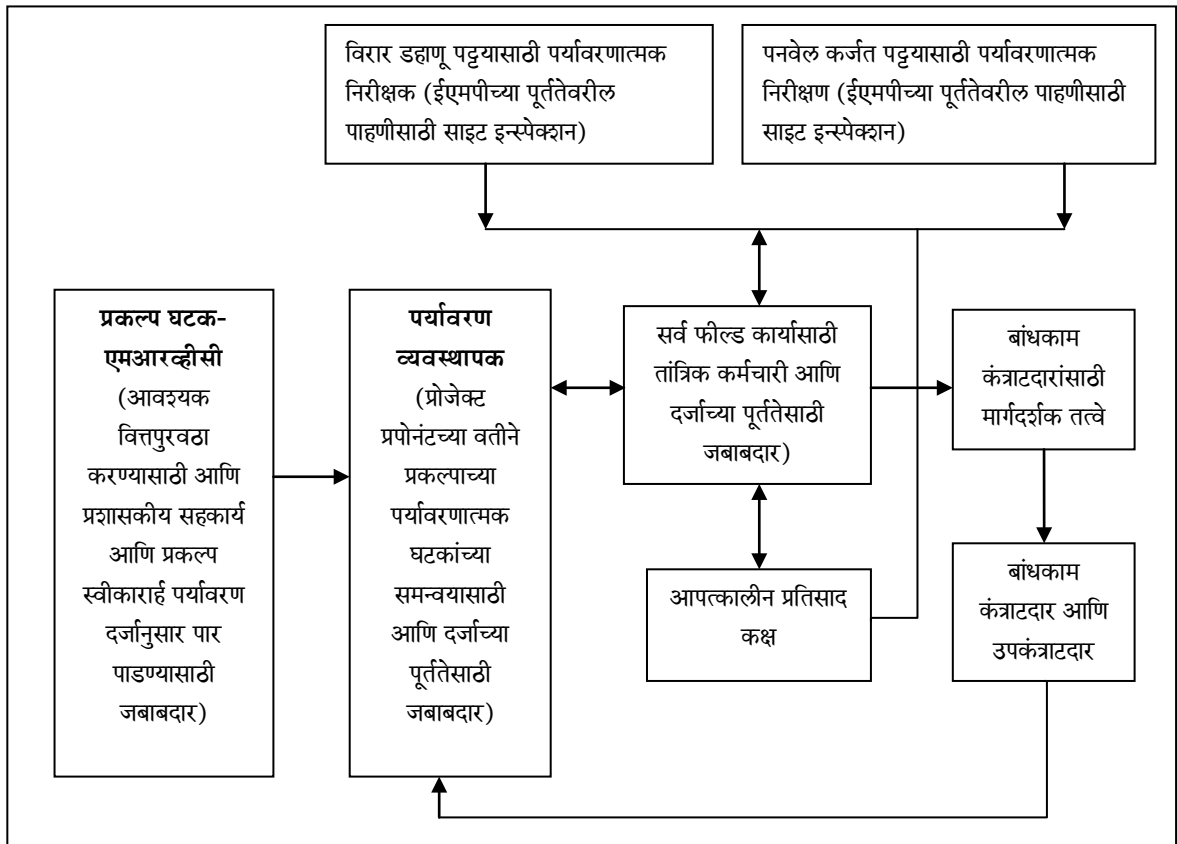 विरार डहाणू पट्टयासाठी पर्यावरणात्मक
निरीक्षक (ईएमपीच्या पूर्ततेवरील
पाहणीसाठी साइट इन्स्पेक्शन)
पनवेल कर्जत पट्टयासाठी पर्यावरणात्मक
निरीक्षण (ईएमपीच्या पूर्ततेवरील पाहणीसाठी
साइट इन्स्पेक्शन)
प्रकल्प घटक-
एमआरव्हीसी
(आवश्यक
वित्तपुरवठा
करण्यासाठी आणि
प्रशासकीय सहकार्य
आणि प्रकल्प
स्वीकारार्ह पर्यावरण
दर्जानुसार पार
पाडण्यासाठी
जबाबदार)
पर्यावरण
व्यवस्थापक
(प्रोजेक्ट
प्रपोनंटच्या वतीने
प्रकल्पाच्या
पर्यावरणात्मक
घटकांच्या
समन्वयासाठी
आणि दर्जाच्या
पूर्ततेसाठी
जबाबदार)
सर्व फील्ड कार्यासाठी
तांत्रिक कर्मचारी आणि
दर्जाच्या पूर्ततेसाठी
जबाबदार)
आपत्कालीन प्रतिसाद
कक्ष
बांधकाम
कंत्राटदारांसाठी
मार्गदर्शक तत्वे
बांधकाम
कंत्राटदार आणि
उपकंत्राटदार